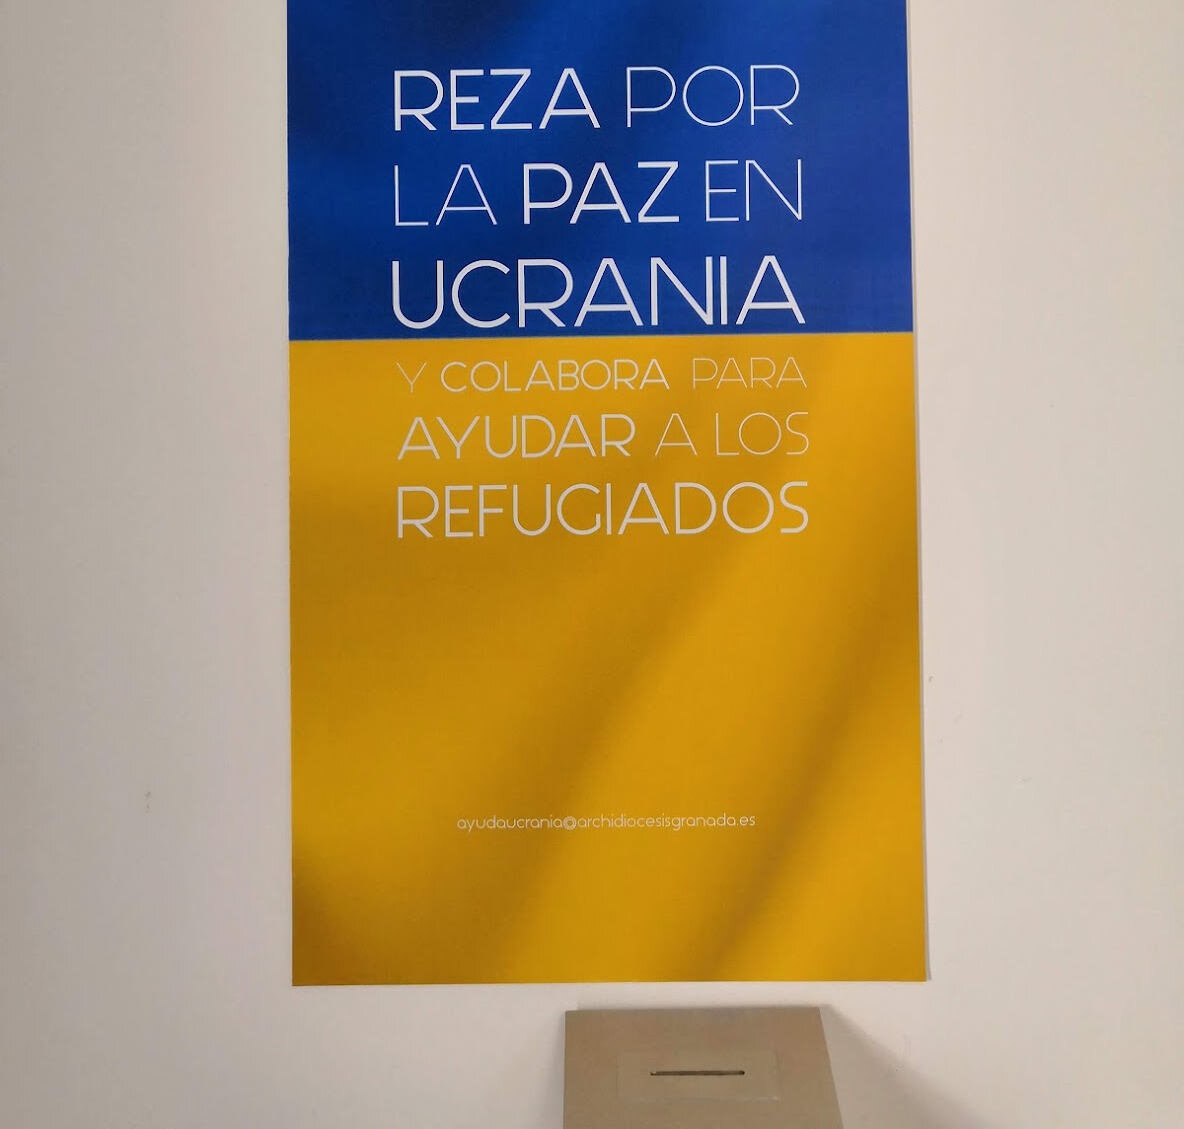 REZA POR
LA PAZ EN
UCRANIA
Y COLABORA PARA
AYUDAR A LOS
REFUGIADOS
ayudaucrania@archidiocesisgranada.es